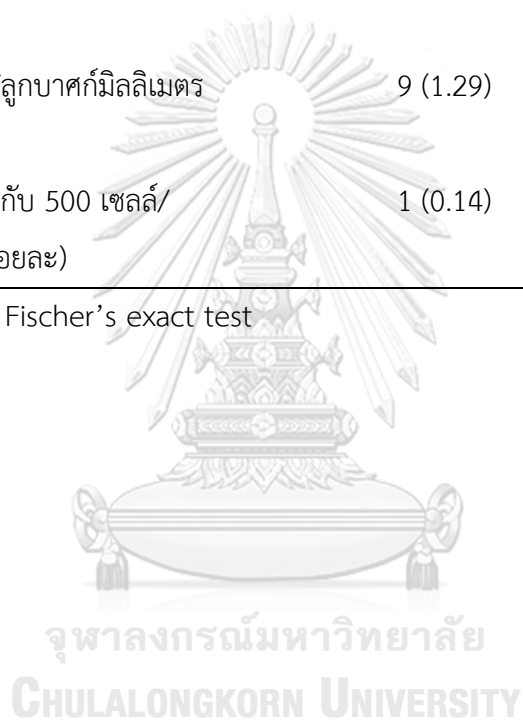 ลูกบาศก์มิลลิเมตร 9 (1.29)
กับ 500 เซลล์/ 1 (0.14)
อยละ)
Fischer’s exact test
จุฬาลงกรณ์มหาวิทยาลัย
CHULALONGKORN UNIVERSITY